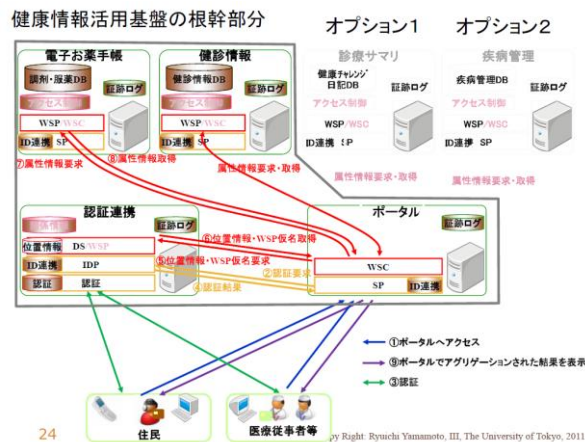 健康情報活用基盤の根幹部分
オプション1
オプション2
電子お薬手帳
健診情報
診療サマリ
疾病管理
調剤・服薬DB
証跡ログ
健診情報DB
証跡ログ
健康チャレンジ
日記DB
証跡ログ
疾病管理DB
証跡ログ
アクセス制御
アクセス制御
アクセス制御
アクセス制御
WSP/WSC
WSP/WSC
WSP/WSC
WSP/WSC
ID連携 SP
ID連携 SP
ID連携 SP
ID連携 SP
⑦属性情報要求
⑧属性情報取得
属性情報要求・取得
属性情報要求・取得
属性情報要求・取得
認証連携
ポータル
証跡ログ
証跡ログ
⑥位置情報・WSP仮名取得
位置情報 DS/WSP
⑤位置情報・WSP仮名要求
WSC
ID連携 IDP
②認証要求
SP ID連携
認証 認証
④認証結果
①ポータルへアクセス
⑨ポータルでアグリゲーションされた結果を表示
③認証
住民
医療従事者等
24
py Right: Ryuichi Yamamoto, III, The University of Tokyo, 201